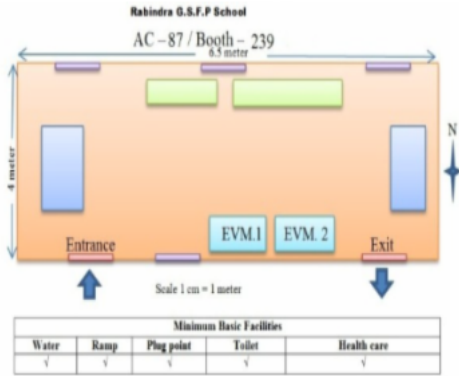 Rabindra G.S.F.P School
AC – 87 / Booth – 239
6.5 meter
4 meter
N
EVM.1 EVM. 2
Entrance Exit
Scale 1 cm = 1 meter
Minimum Basic Facilities
Water Ramp Plug point Toilet Health care
√ √ √ √ √